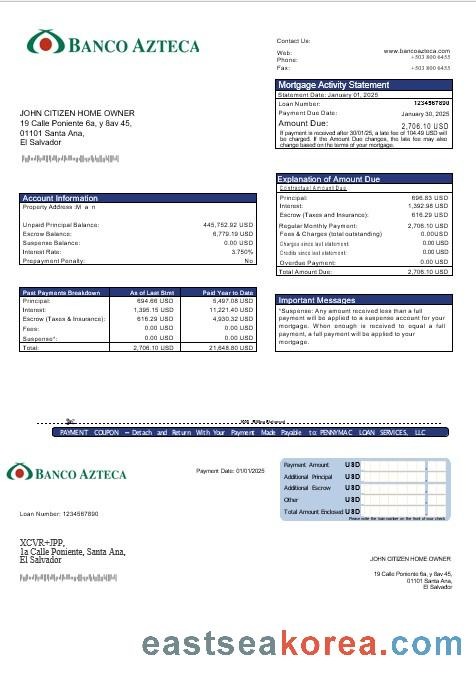 BANCO AZTECA
Contact Us:
Web: www.bancoazteca.com
Phone: +503 800 6455
Fax: +503 800 6455
Mortgage Activity Statement
Statement Date: January 01, 2025
Loan Number: 1234567890
Payment Due Date: January 30, 2025
Amount Due: 2,706.10 USD
If payment is received after 30/01/25, a late fee of 104.49 USD will
be charged. If the Amount Due changes, the late fee may also
change based on the terms of your mortgage.
JOHN CITIZEN HOME OWNER
19 Calle Poniente 6a, y 8av 45,
01101 Santa Ana,
El Salvador
Account Information
Property Address :M a n
Unpaid Principal Balance: 445,752.92 USD
Escrow Balance: 6,779.19 USD
Suspense Balance: 0.00 USD
Interest Rate: 3.750%
Prepayment Penalty: No
Explanation of Amount Due
Contractual Amount Due
Principal: 696.83 USD
Interest: 1,392.98 USD
Escrow (Taxes and Insurance): 616.29 USD
Regular Monthly Payment: 2,706.10 USD
Fees & Charges (total outstanding) 0.00USD
Charges since last statement: 0.00 USD
Credits since last statement: 0.00 USD
Overdue Payment: 0.00 USD
Total Amount Due: 2,706.10 USD
Past Payments Breakdown As of Last Stmt Paid Year to Date
Principal: 694.66 USD 5,497.08 USD
Interest: 1,395.15 USD 11,221.40 USD
Escrow (Taxes & Insurance): 616.29 USD 4,930.32 USD
Fees: 0.00 USD 0.00 USD
Suspense*: 0.00 USD 0.00 USD
Total: 2,706.10 USD 21,648.80 USD
Important Messages
*Suspense: Any amount received less than a full
payment will be applied to a suspense account for your
mortgage. When enough is received to equal a full
payment, a full payment will be applied to your
mortgage.
PAYMENT COUPON – Detach and Return With Your Payment Made Payable to: PENNYMAC LOAN SERVICES, LLC
BANCO AZTECA
Payment Date: 01/01/2025
Payment Amount USD
Additional Principal USD
Additional Escrow USD
Other USD
Total Amount Enclosed USD
Please write the loan number on the front of your check
Loan Number: 1234567890
XCVR+JPP,
1a Calle Poniente, Santa Ana,
El Salvador
JOHN CITIZEN HOME OWNER
19 Calle Poniente 6a, y 8av 45,
01101 Santa Ana,
El Salvador
eastseakorea.com